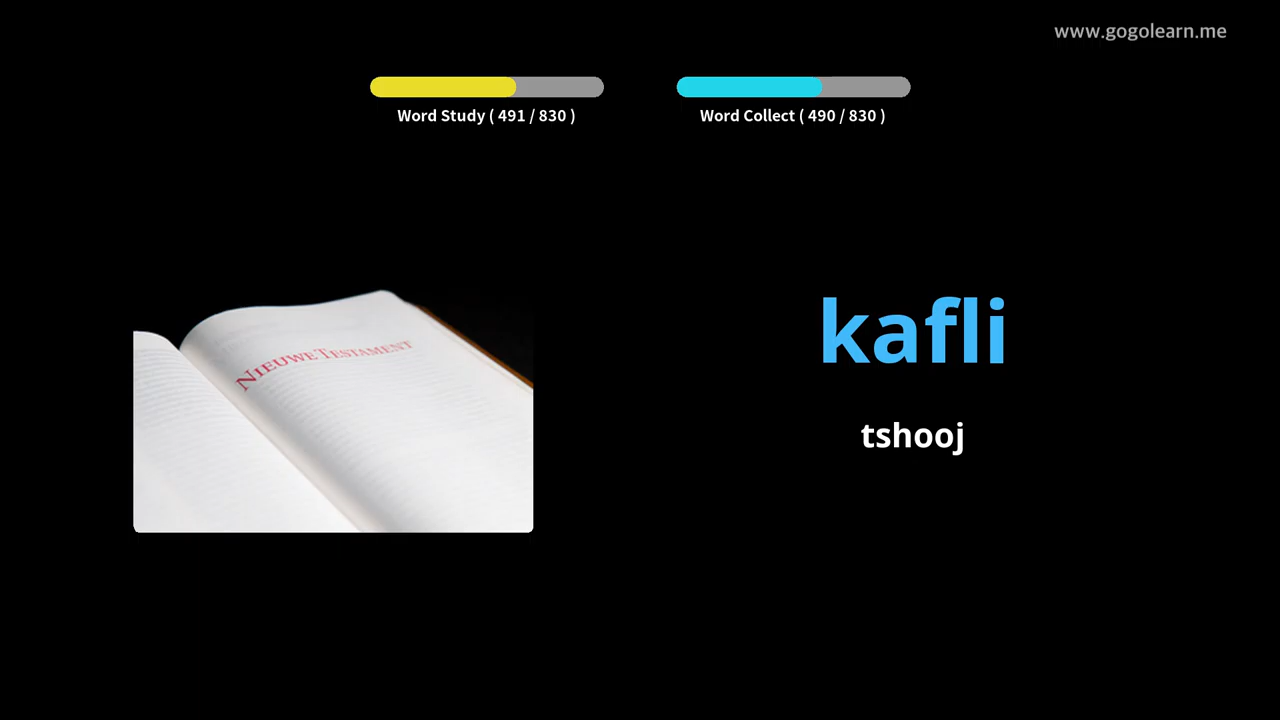 www.gogolearn.me
Word Study ( 491 / 830 )
Word Collect ( 490 / 830 )
NIEUWE TESTAMENT
kafli
tshooj